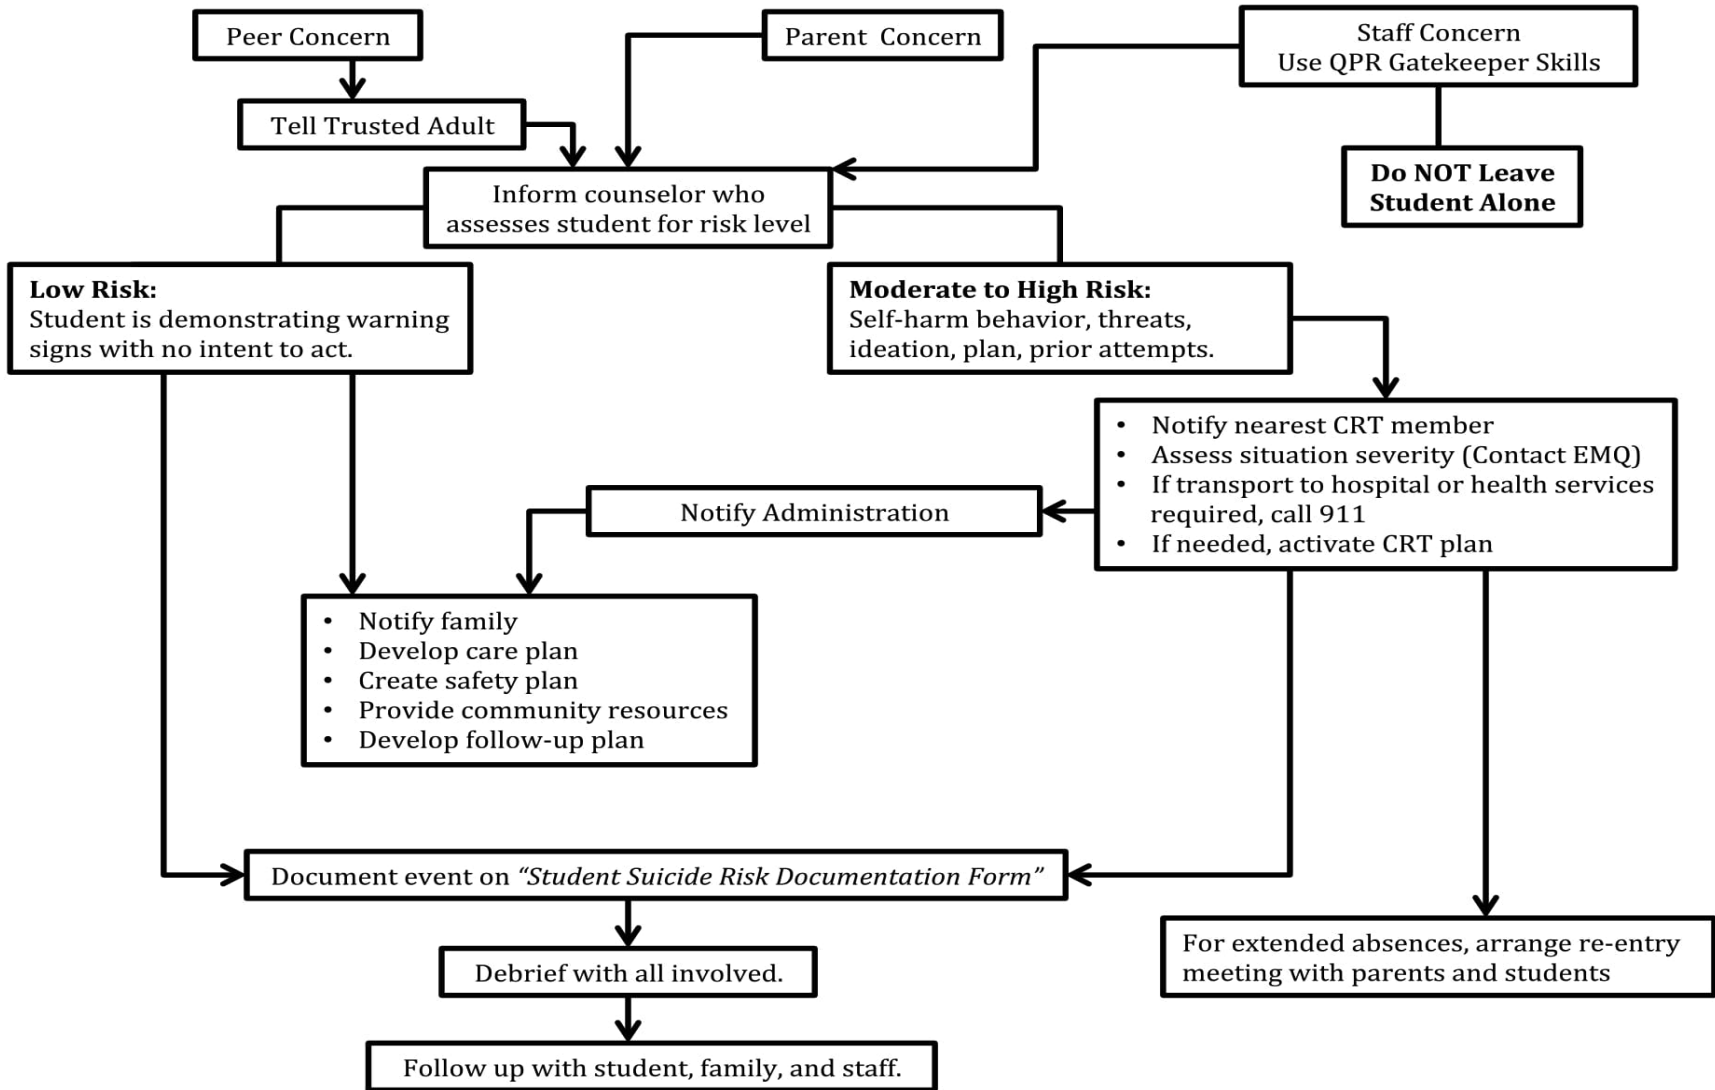 Peer Concern
Parent Concern
Staff Concern
Use QPR Gatekeeper Skills
Tell Trusted Adult
Do NOT Leave
Student Alone
Inform counselor who
assesses student for risk level
Low Risk:
Student is demonstrating warning
signs with no intent to act.
Moderate to High Risk:
Self-harm behavior, threats,
ideation, plan, prior attempts.
• Notify nearest CRT member
• Assess situation severity (Contact EMQ)
• If transport to hospital or health services
required, call 911
• If needed, activate CRT plan
Notify Administration
• Notify family
• Develop care plan
• Create safety plan
• Provide community resources
• Develop follow-up plan
Document event on “Student Suicide Risk Documentation Form”
For extended absences, arrange re-entry
meeting with parents and students
Debrief with all involved.
Follow up with student, family, and staff.